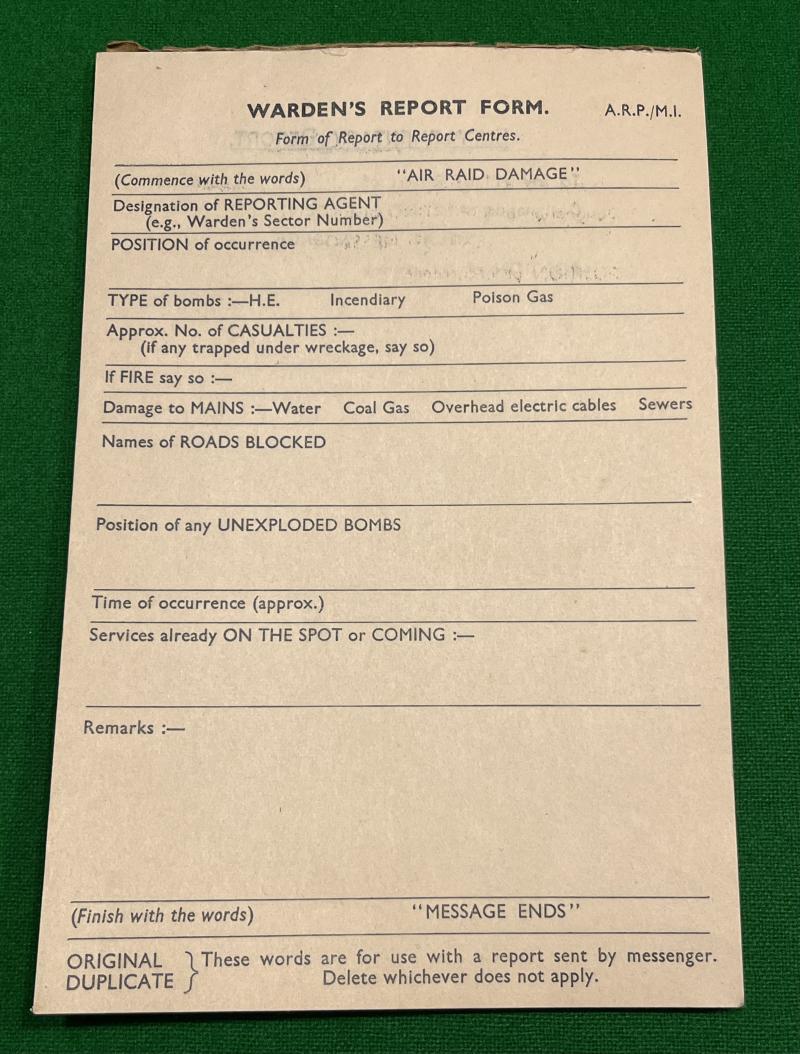 WARDEN'S REPORT FORM. A.R.P./M.I.
Form of Report to Report Centres.
(Commence with the words) "AIR RAID DAMAGE"
Designation of REPORTING AGENT
(e.g., Warden's Sector Number)
POSITION of occurrence
TYPE of bombs :—H.E. Incendiary Poison Gas
Approx. No. of CASUALTIES :—
(if any trapped under wreckage, say so)
If FIRE say so :—
Damage to MAINS :—Water Coal Gas Overhead electric cables Sewers
Names of ROADS BLOCKED
Position of any UNEXPLODED BOMBS
Time of occurrence (approx.)
Services already ON THE SPOT or COMING :—
Remarks :—
(Finish with the words) "MESSAGE ENDS"
ORIGINAL } These words are for use with a report sent by messenger.
DUPLICATE } Delete whichever does not apply.